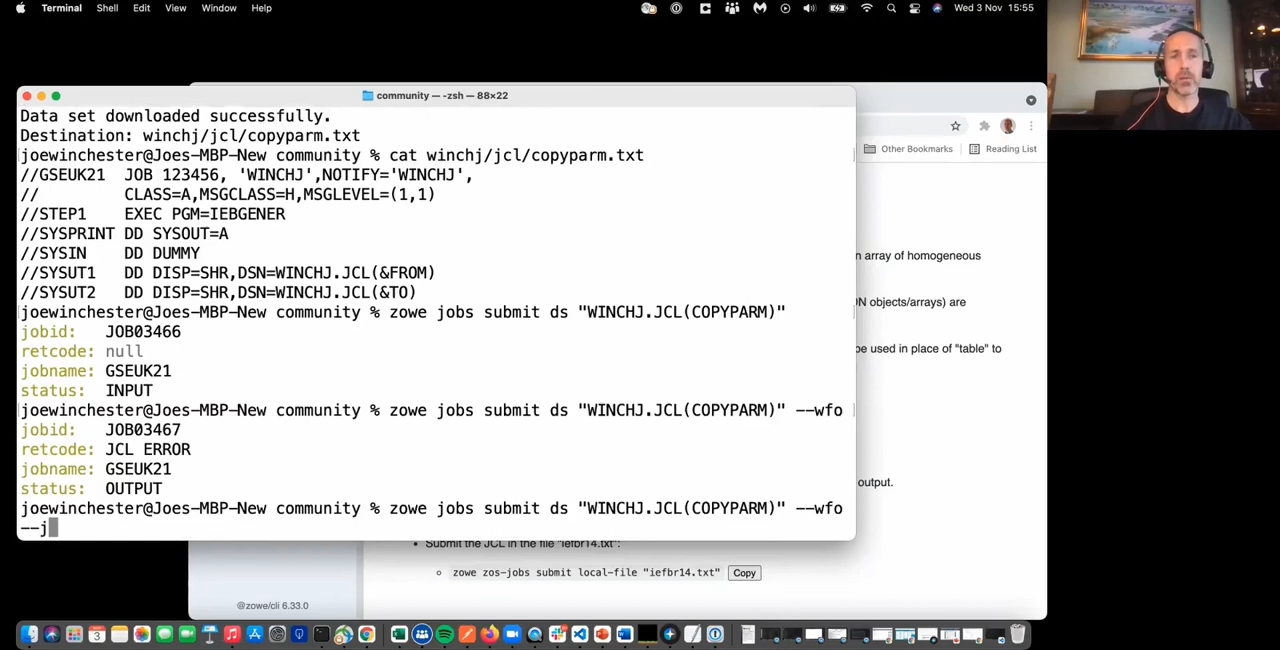 Terminal Shell Edit View Window Help
Wed 3 Nov 15:55
community — -zsh — 88×22
Data set downloaded successfully.
Destination: winchj/jcl/copyparm.txt
joewinchester@Joes-MBP-New community % cat winchj/jcl/copyparm.txt
//GSEUK21  JOB 123456, 'WINCHJ',NOTIFY='WINCHJ',
//         CLASS=A,MSGCLASS=H,MSGLEVEL=(1,1)
//STEP1    EXEC PGM=IEBGENER
//SYSPRINT DD SYSOUT=A
//SYSIN    DD DUMMY
//SYSUT1   DD DISP=SHR,DSN=WINCHJ.JCL(&FROM)
//SYSUT2   DD DISP=SHR,DSN=WINCHJ.JCL(&TO)
joewinchester@Joes-MBP-New community % zowe jobs submit ds "WINCHJ.JCL(COPYPARM)"
jobid:   JOB03466
retcode: null
jobname: GSEUK21
status:  INPUT
joewinchester@Joes-MBP-New community % zowe jobs submit ds "WINCHJ.JCL(COPYPARM)" --wfo
jobid:   JOB03467
retcode: JCL ERROR
jobname: GSEUK21
status:  OUTPUT
joewinchester@Joes-MBP-New community % zowe jobs submit ds "WINCHJ.JCL(COPYPARM)" --wfo
--j
Other Bookmarks Reading List
n array of homogeneous
ON objects/arrays) are
be used in place of "table" to
output.
• Submit the JCL in the file "iefbr14.txt":
zowe zos-jobs submit local-file "iefbr14.txt" Copy
@zowe/cli 6.33.0